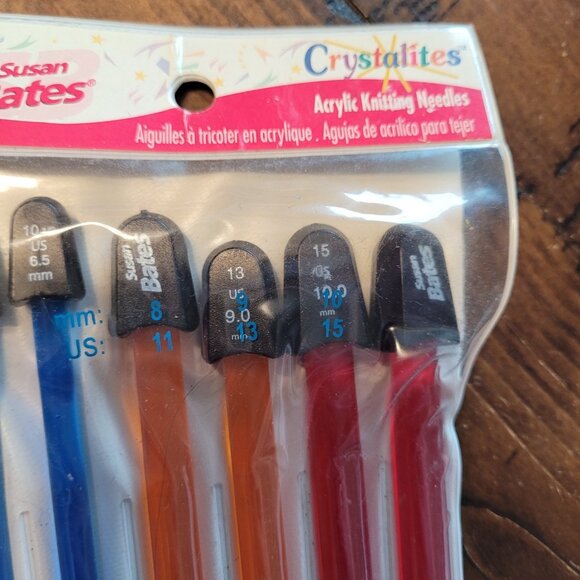 Susan
Bates®
Crystalites®
Acrylic Knitting Needles
Aiguilles à tricoter en acrylique . Agujas de acrílico para tejer
US
6.5
mm
Susan
Bates
13
US
9.0
mm
15
US
10.0
mm
Susan
Bates
mm: 8 9 10
US: 11 13 15